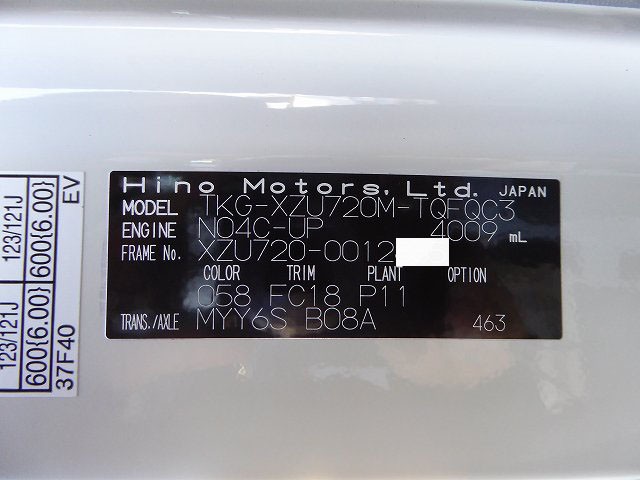 Hino Motors, Ltd. JAPAN
MODEL TKG-XZU720M-TQFQC3
ENGINE N04C-UP 4009 mL
FRAME No. XZU720-0012
COLOR TRIM PLANT OPTION
058 FC18 P11
TRANS./AXLE MYY6S B08A 463
123/121J 123/121J
600{6.00} 600{6.00}
37F40 EV